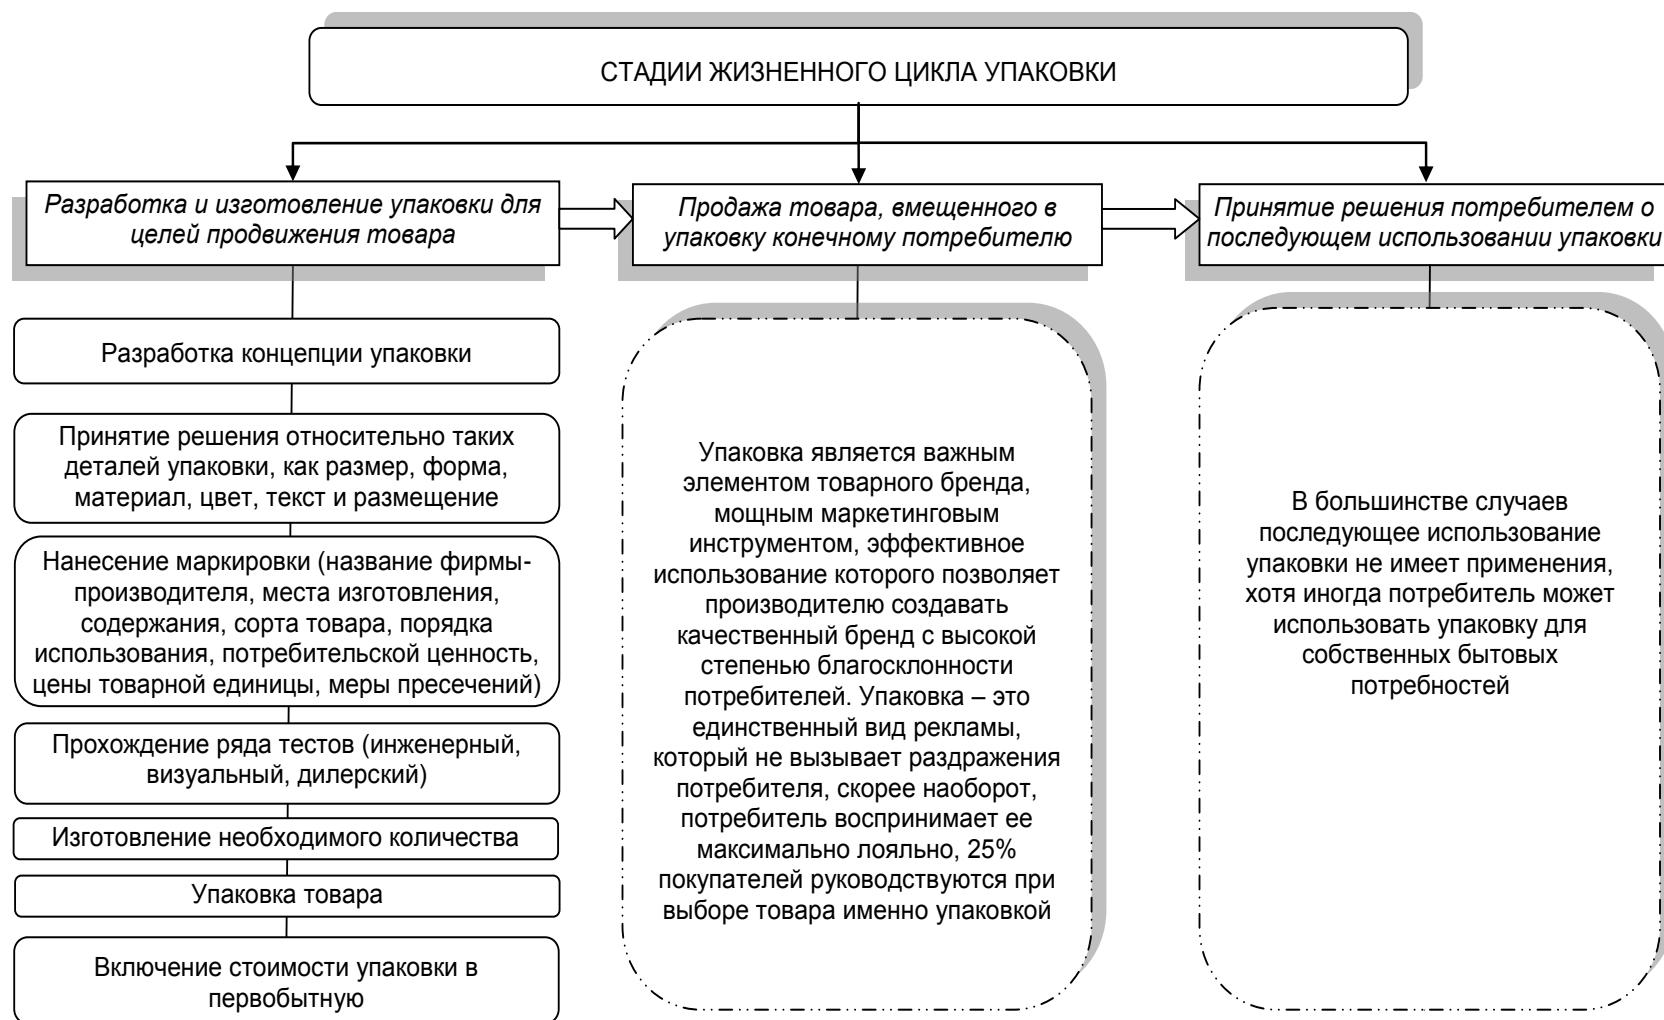 СТАДИИ ЖИЗНЕННОГО ЦИКЛА УПАКОВКИ
Разработка и изготовление упаковки для
целей продвижения товара
Продажа товара, вмещенного в
упаковку конечному потребителю
Принятие решения потребителем о
последующем использовании упаковки
Разработка концепции упаковки
Принятие решения относительно таких
деталей упаковки, как размер, форма,
материал, цвет, текст и размещение
Нанесение маркировки (название фирмы-
производителя, места изготовления,
содержания, сорта товара, порядка
использования, потребительской ценность,
цены товарной единицы, меры пресечений)
Прохождение ряда тестов (инженерный,
визуальный, дилерский)
Изготовление необходимого количества
Упаковка товара
Включение стоимости упаковки в
первобытную
Упаковка является важным
элементом товарного бренда,
мощным маркетинговым
инструментом, эффективное
использование которого позволяет
производителю создавать
качественный бренд с высокой
степенью благосклонности
потребителей. Упаковка – это
единственный вид рекламы,
который не вызывает раздражения
потребителя, скорее наоборот,
потребитель воспринимает ее
максимально лояльно, 25%
покупателей руководствуются при
выборе товара именно упаковкой
В большинстве случаев
последующее использование
упаковки не имеет применения,
хотя иногда потребитель может
использовать упаковку для
собственных бытовых
потребностей